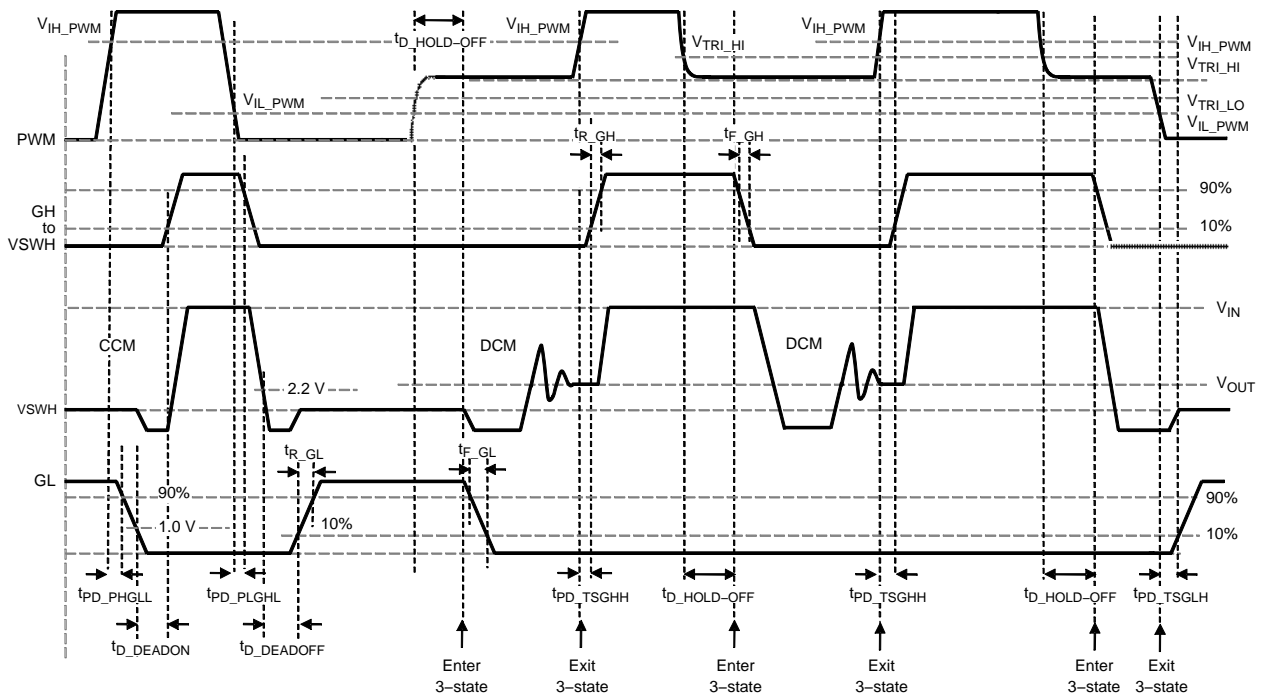 VIH_PWM
tD_HOLD–OFF
VIH_PWM
VTRI_HI
VIH_PWM
VIH_PWM
VTRI_HI
VIL_PWM
VTRI_LO
VIL_PWM
PWM
tR_GH
tF_GH
90%
GH
to
VSWH
10%
VIN
CCM
DCM
DCM
2.2 V
VOUT
VSWH
tR_GL
tF_GL
GL
90%
90%
1.0 V
10%
10%
tPD_PHGLL
tPD_PLGHL
tPD_TSGHH
tD_HOLD–OFF
tPD_TSGHH
tD_HOLD–OFF
tPD_TSGLH
tD_DEADON
tD_DEADOFF
Enter
3–state
Exit
3–state
Enter
3–state
Exit
3–state
Enter
3–state
Exit
3–state